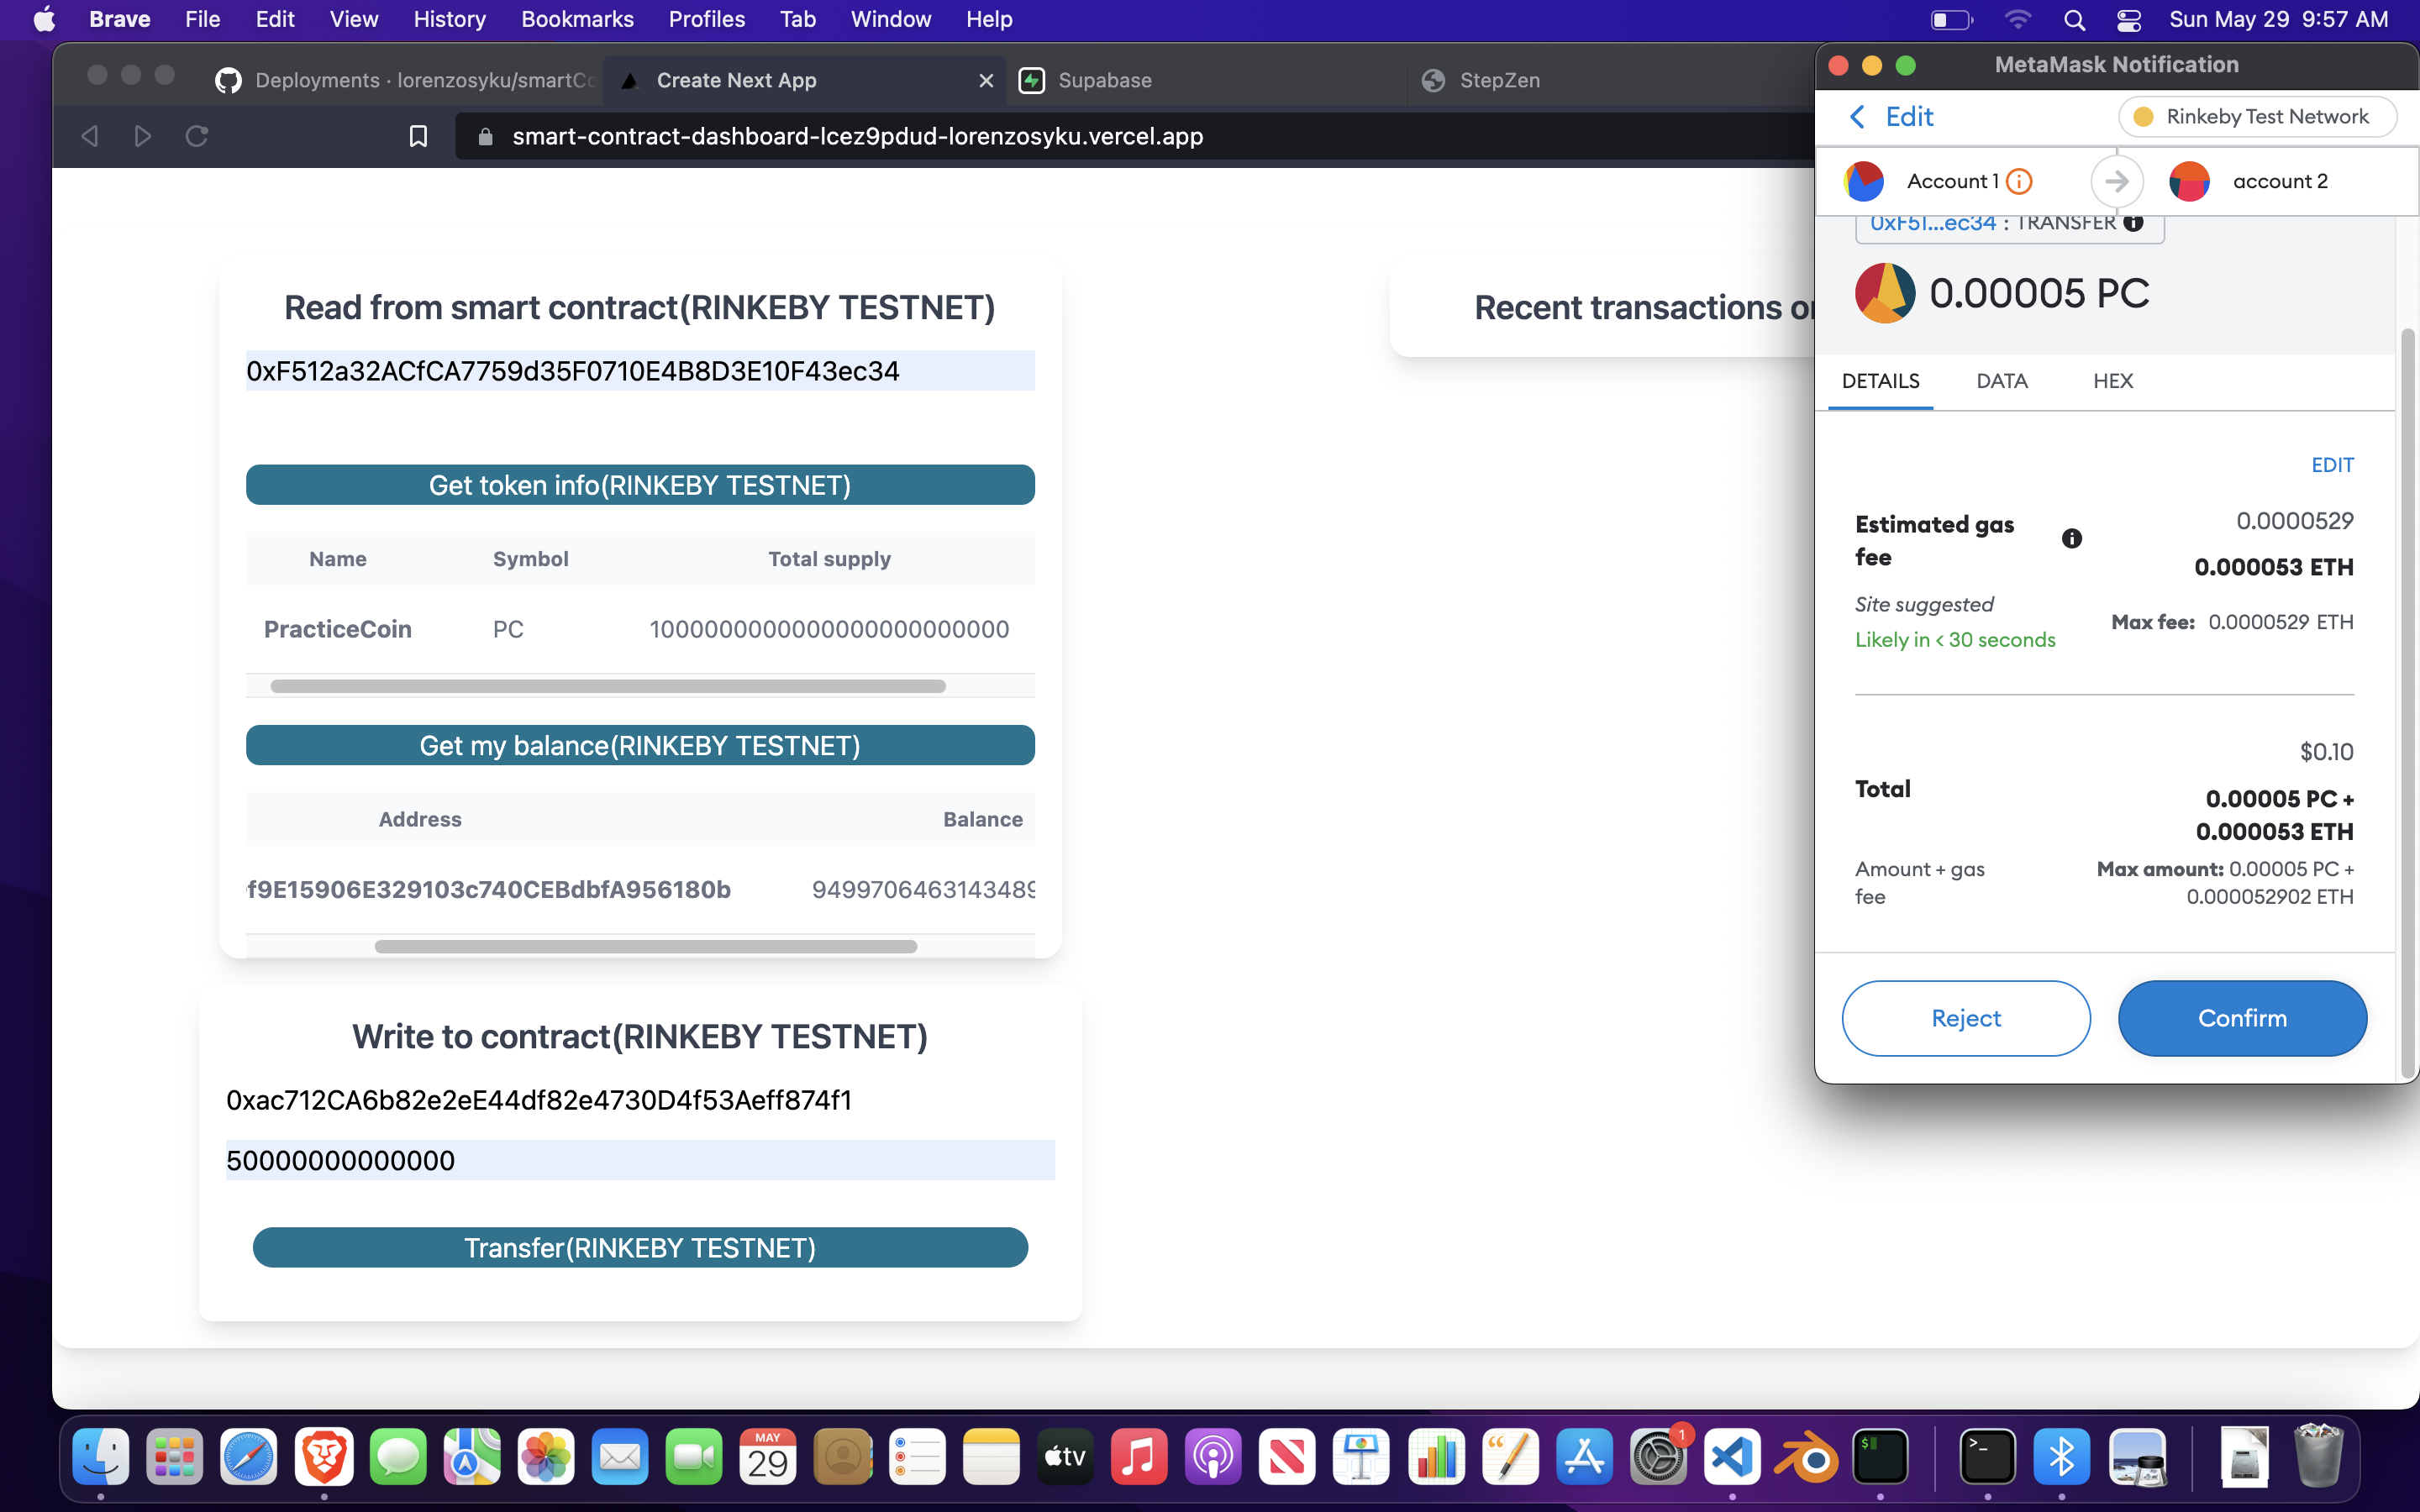 Brave File Edit View History Bookmarks Profiles Tab Window Help
Sun May 29 9:57 AM
Deployments · lorenzosyku/smartCo
Create Next App
Supabase
StepZen
smart-contract-dashboard-lcez9pdud-lorenzosyku.vercel.app
Read from smart contract(RINKEBY TESTNET)
0xF512a32ACfCA7759d35F0710E4B8D3E10F43ec34
Get token info(RINKEBY TESTNET)
Name Symbol Total supply
PracticeCoin PC 1000000000000000000000000
Get my balance(RINKEBY TESTNET)
Address Balance
f9E15906E329103c740CEBdbfA956180b 9499706463143489
Write to contract(RINKEBY TESTNET)
0xac712CA6b82e2eE44df82e4730D4f53Aeff874f1
50000000000000
Transfer(RINKEBY TESTNET)
Recent transactions
MetaMask Notification
Edit
Rinkeby Test Network
Account 1
account 2
0xF51...ec34 : TRANSFER
0.00005 PC
DETAILS DATA HEX
EDIT
Estimated gas
fee
0.0000529
0.000053 ETH
Site suggested
Likely in < 30 seconds
Max fee: 0.0000529 ETH
$0.10
Total
0.00005 PC +
0.000053 ETH
Amount + gas
fee
Max amount: 0.00005 PC +
0.000052902 ETH
Reject
Confirm
MAY
29
tv
1